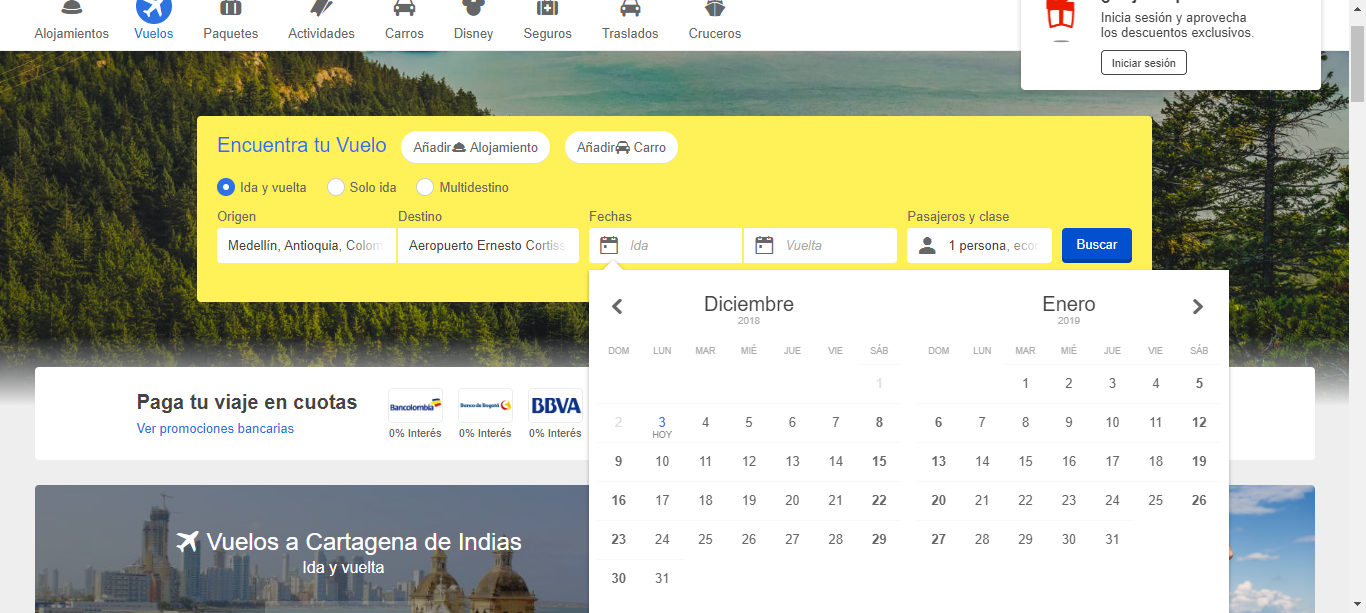 Alojamientos Vuelos Paquetes Actividades Carros Disney Seguros Traslados Cruceros
Inicia sesión y aprovecha
los descuentos exclusivos.
Iniciar sesión
Encuentra tu Vuelo Añadir Alojamiento Añadir Carro
Ida y vuelta Solo ida Multidestino
Origen Destino Fechas Pasajeros y clase
Medellín, Antioquia, Colom Aeropuerto Ernesto Cortiss Ida Vuelta 1 persona, econ Buscar
Diciembre Enero
2018 2019
DOM LUN MAR MIÉ JUE VIE SÁB DOM LUN MAR MIÉ JUE VIE SÁB
1 1 2 3 4 5
2 3 4 5 6 7 8 6 7 8 9 10 11 12
HOY
9 10 11 12 13 14 15 13 14 15 16 17 18 19
16 17 18 19 20 21 22 20 21 22 23 24 25 26
23 24 25 26 27 28 29 27 28 29 30 31
30 31
Paga tu viaje en cuotas
Ver promociones bancarias
Bancolombia Banco de Bogotá BBVA
0% Interés 0% Interés 0% Interés
Vuelos a Cartagena de Indias
Ida y vuelta